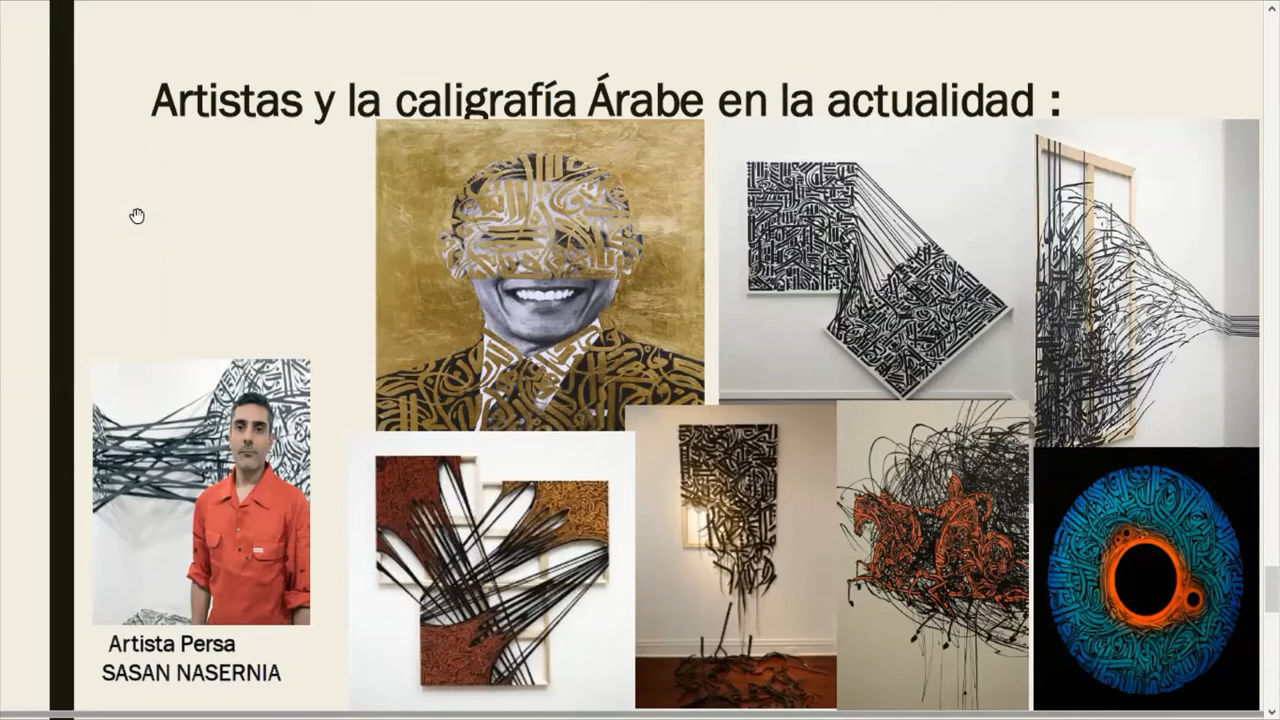 Artistas y la caligrafía Árabe en la actualidad :
Artista Persa
SASAN NASERNIA